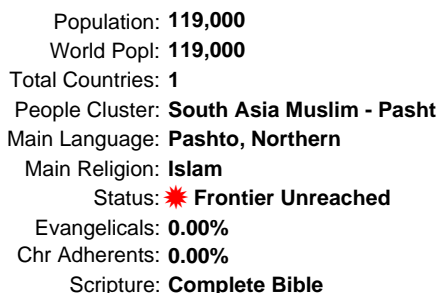 Population: 119,000
World Popl: 119,000
Total Countries: 1
People Cluster: South Asia Muslim - Pasht
Main Language: Pashto, Northern
Main Religion: Islam
Status: Frontier Unreached
Evangelicals: 0.00%
Chr Adherents: 0.00%
Scripture: Complete Bible